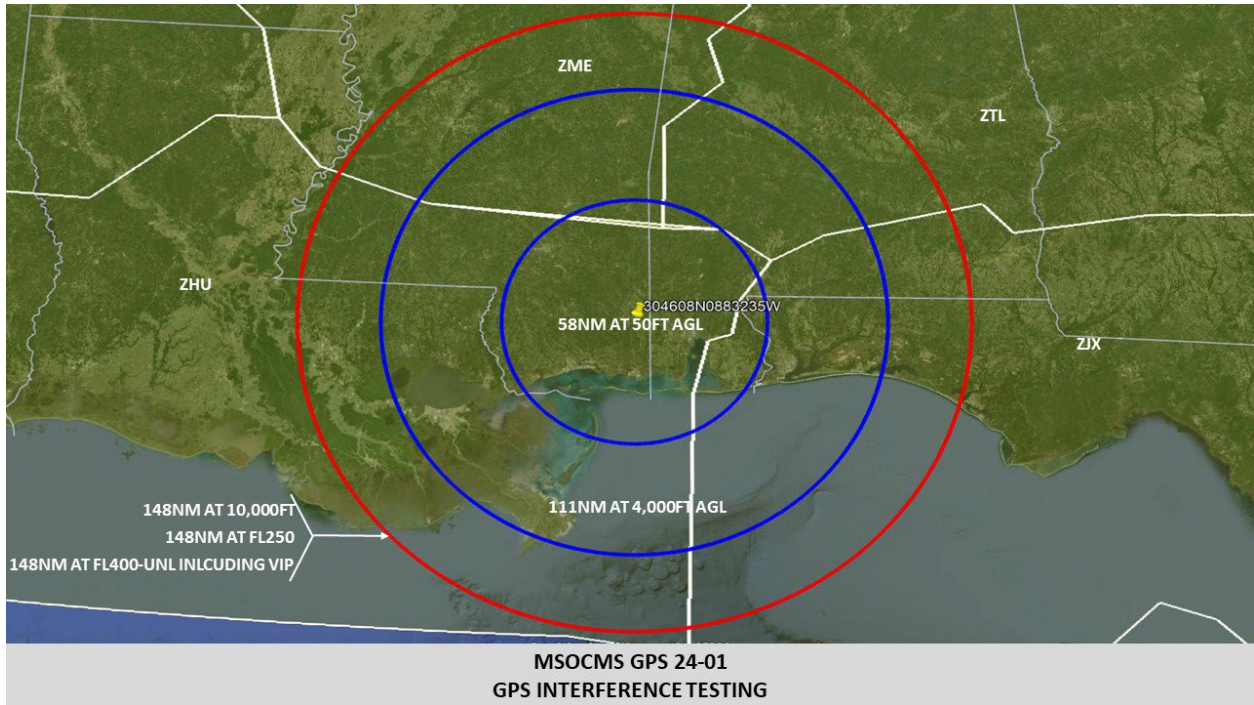 ZME
ZTL
ZHU
304608N0883235W
58NM AT 50FT AGL
ZJX
111NM AT 4,000FT AGL
148NM AT 10,000FT
148NM AT FL250
148NM AT FL400-UNL INLCUDING VIP
MSOCMS GPS 24-01
GPS INTERFERENCE TESTING